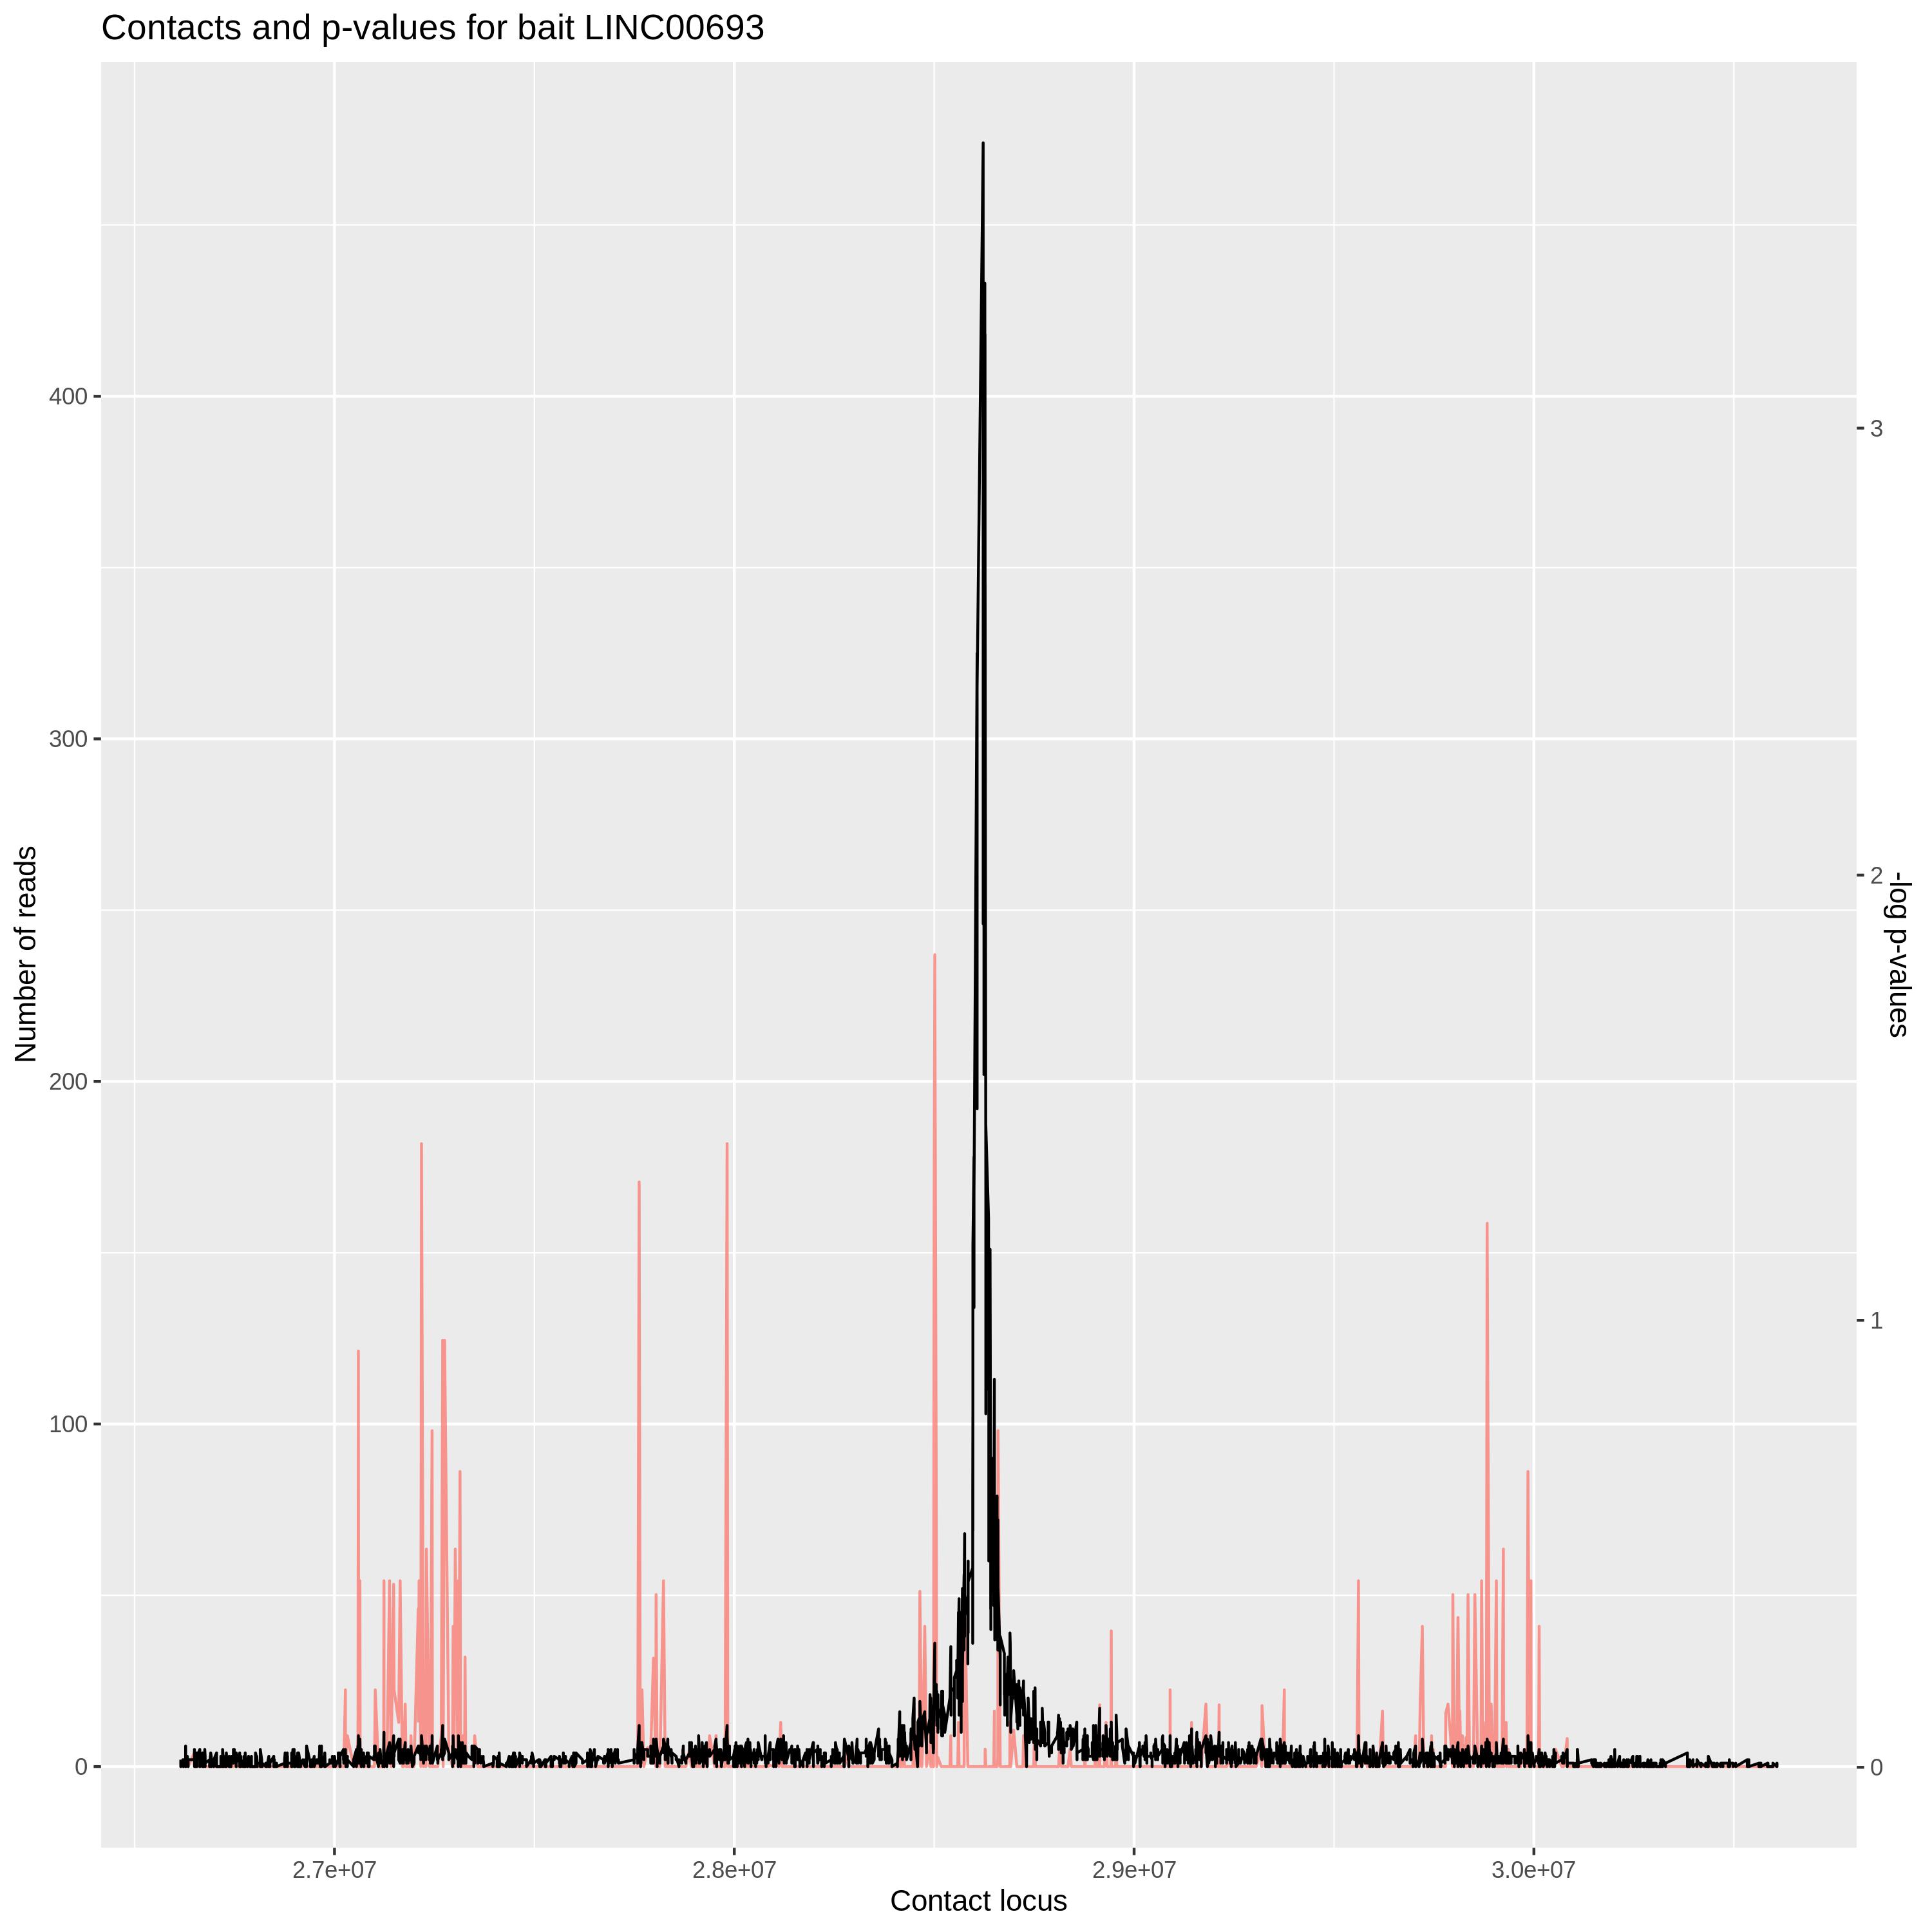 Contacts and p-values for bait LINC00693
Number of reads
400
300
200
100
0
3
2
1
0
-log p-values
2.7e+07
2.8e+07
2.9e+07
3.0e+07
Contact locus